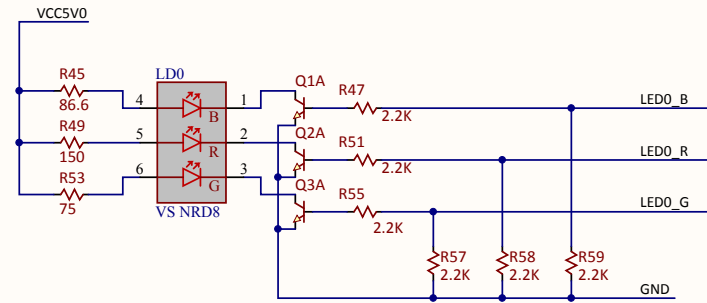 VCC5V0
R45
86.6
R49
150
R53
75
LD0
4
1
B
5
2
R
6
3
G
VS NRD8
Q1A
Q2A
Q3A
R47
2.2K
R51
2.2K
R55
2.2K
LED0_B
LED0_R
LED0_G
R57
2.2K
R58
2.2K
R59
2.2K
GND